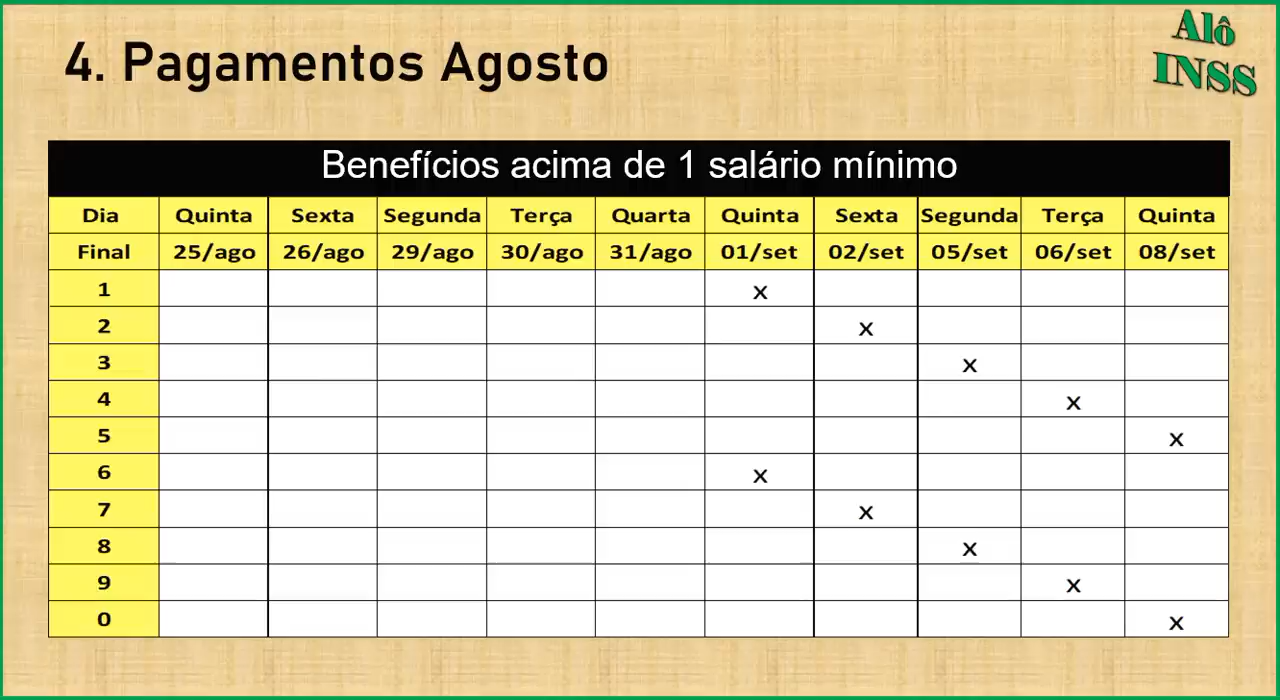 4. Pagamentos Agosto
Alô
INSS
Benefícios acima de 1 salário mínimo
Dia Quinta Sexta Segunda Terça Quarta Quinta Sexta Segunda Terça Quinta
Final 25/ago 26/ago 29/ago 30/ago 31/ago 01/set 02/set 05/set 06/set 08/set
1 x
2 x
3 x
4 x
5 x
6 x
7 x
8 x
9 x
0 x